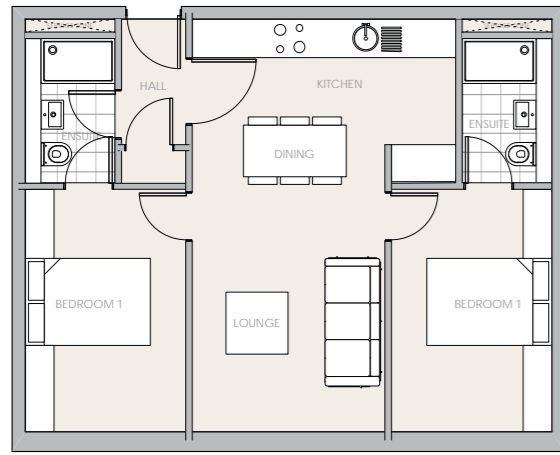 HALL
KITCHEN
ENSUITE
ENSUITE
DINING
BEDROOM 1
BEDROOM 1
LOUNGE